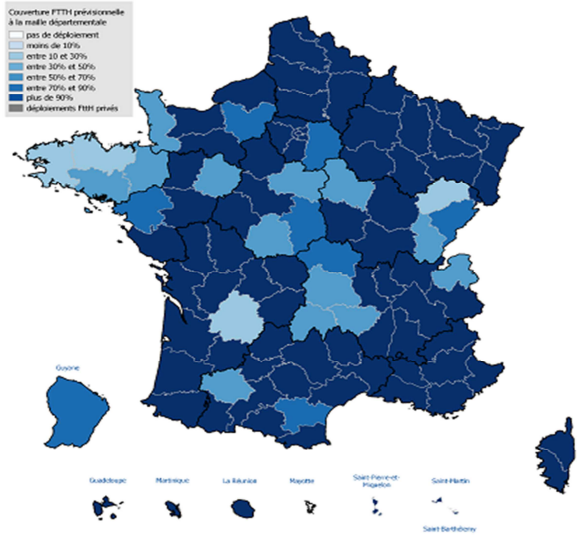 Couverture FTTH prévisionnelle
à la maille départementale
pas de déploiement
moins de 10%
entre 10 et 30%
entre 30% et 50%
entre 50% et 70%
entre 70% et 90%
plus de 90%
déploiements FttH privés
Guyane
Guadeloupe
Martinique
La Réunion
Mayotte
Saint-Pierre-et-
Miquelon
Saint-Martin
Saint-Barthélemy